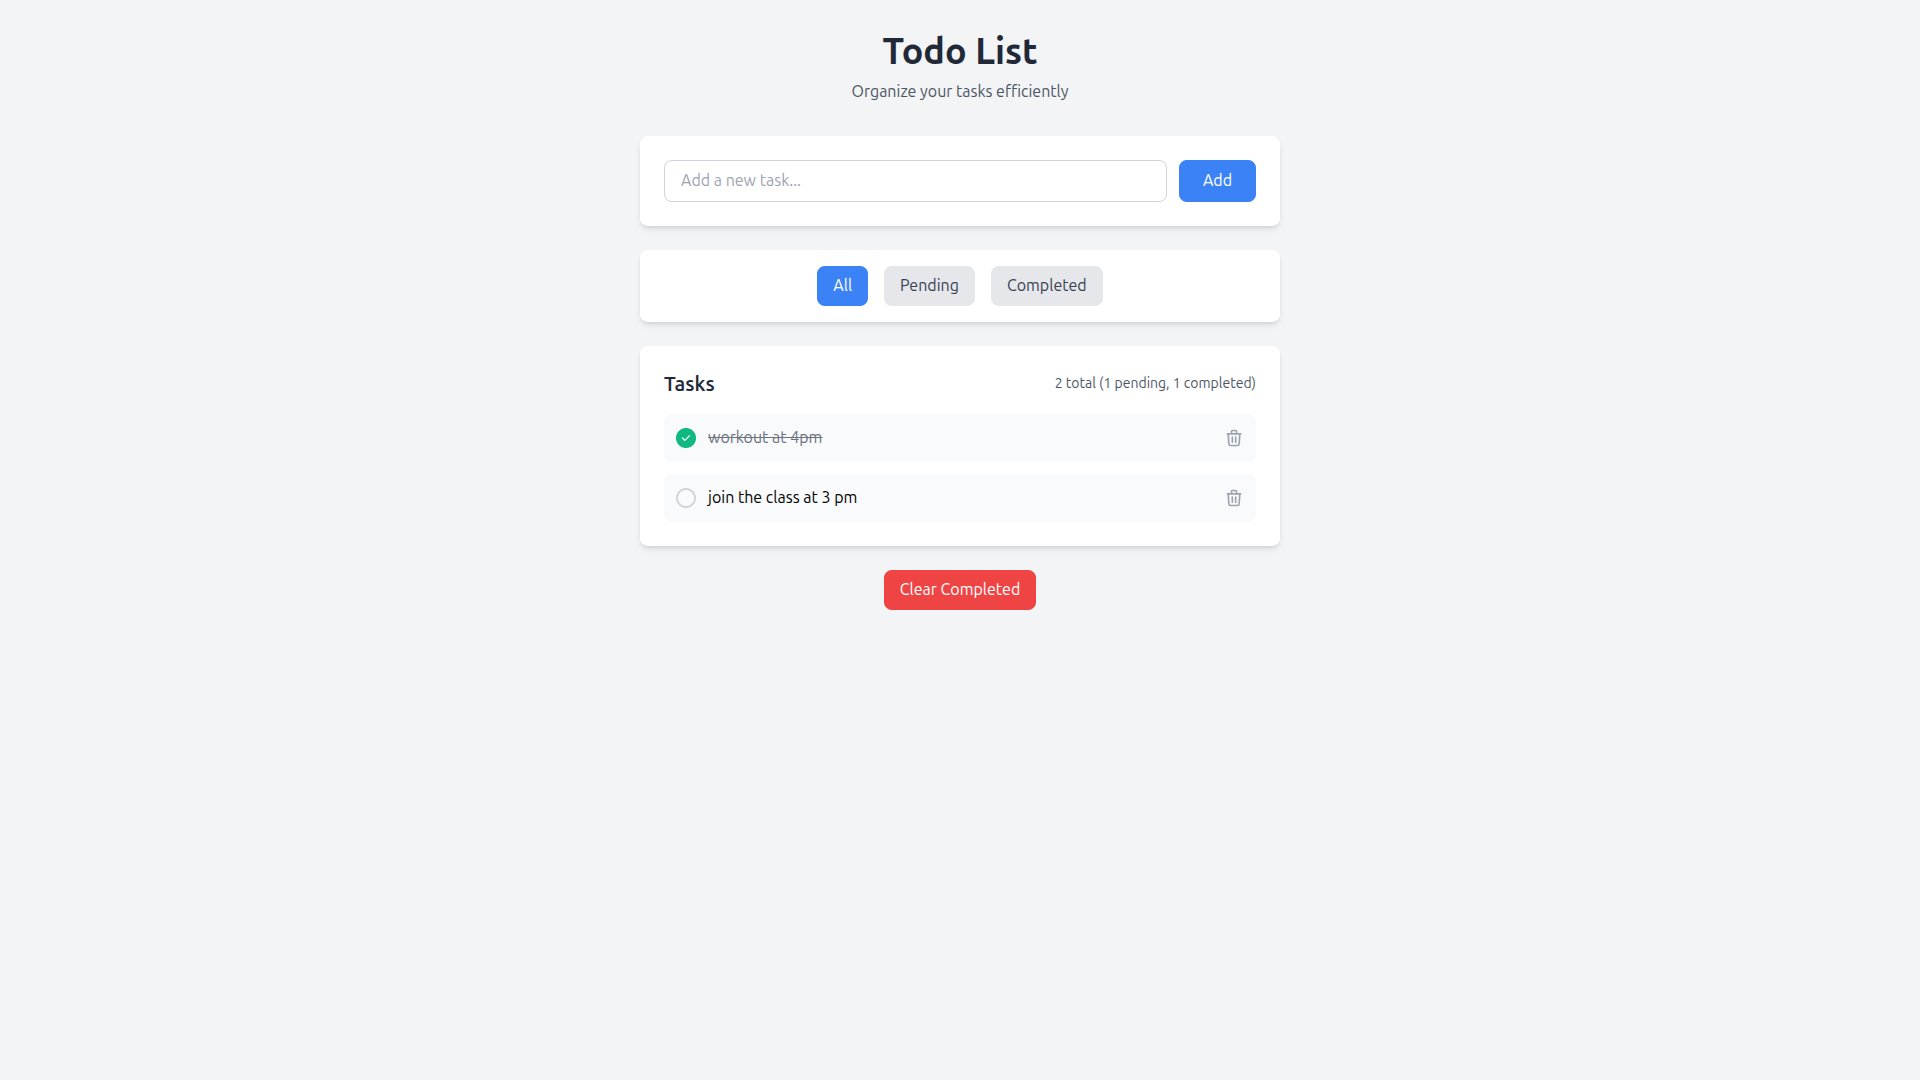 Todo List
Organize your tasks efficiently
Add a new task...
Add
All
Pending
Completed
Tasks
2 total (1 pending, 1 completed)
workout at 4pm
join the class at 3 pm
Clear Completed